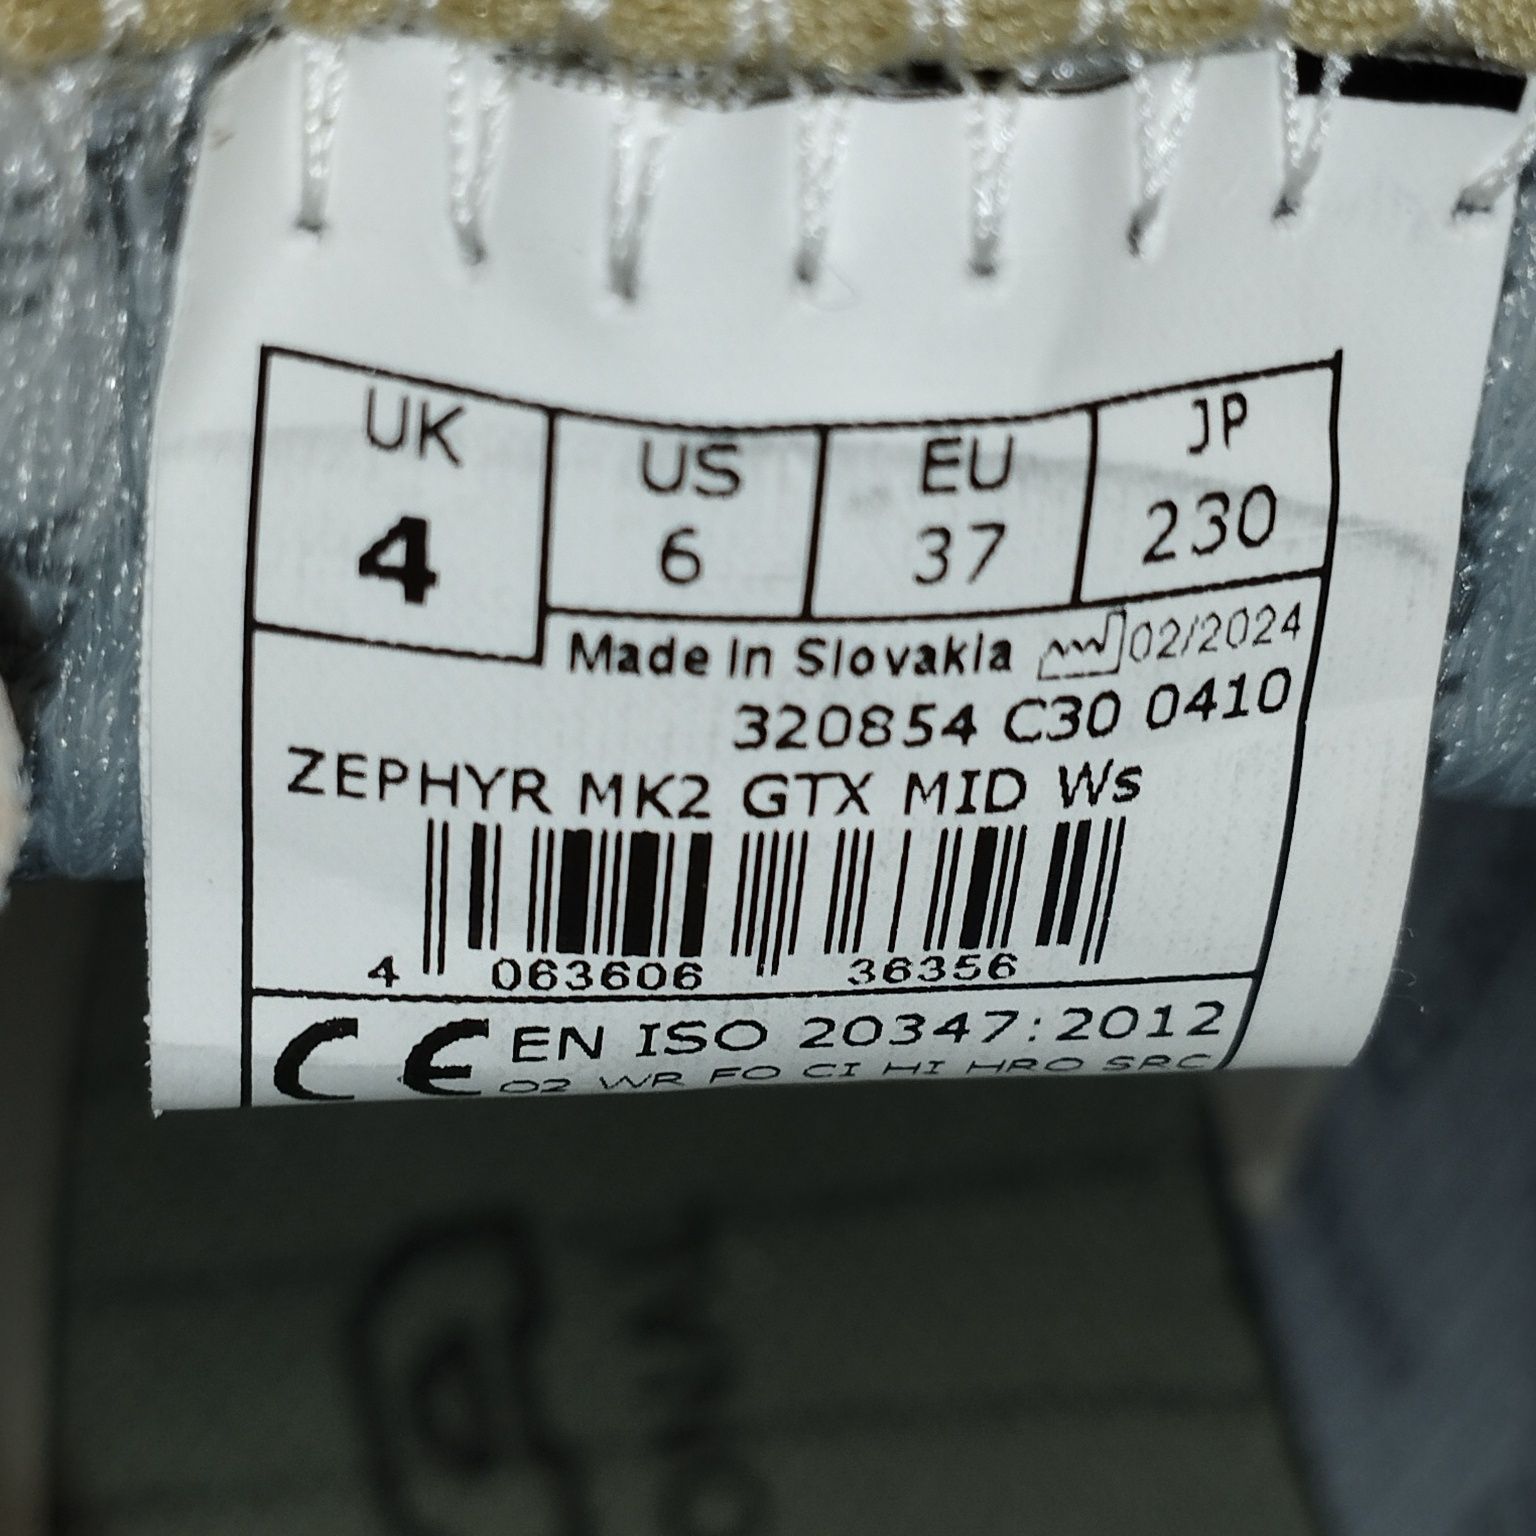 UK US EU JP
4 6 37 230
Made In Slovakia 02/2024
320854 C30 0410
ZEPHYR MK2 GTX MID Ws
4 063606 36356
CE EN ISO 20347:2012
O2 WR FO CI HI HRO SRC